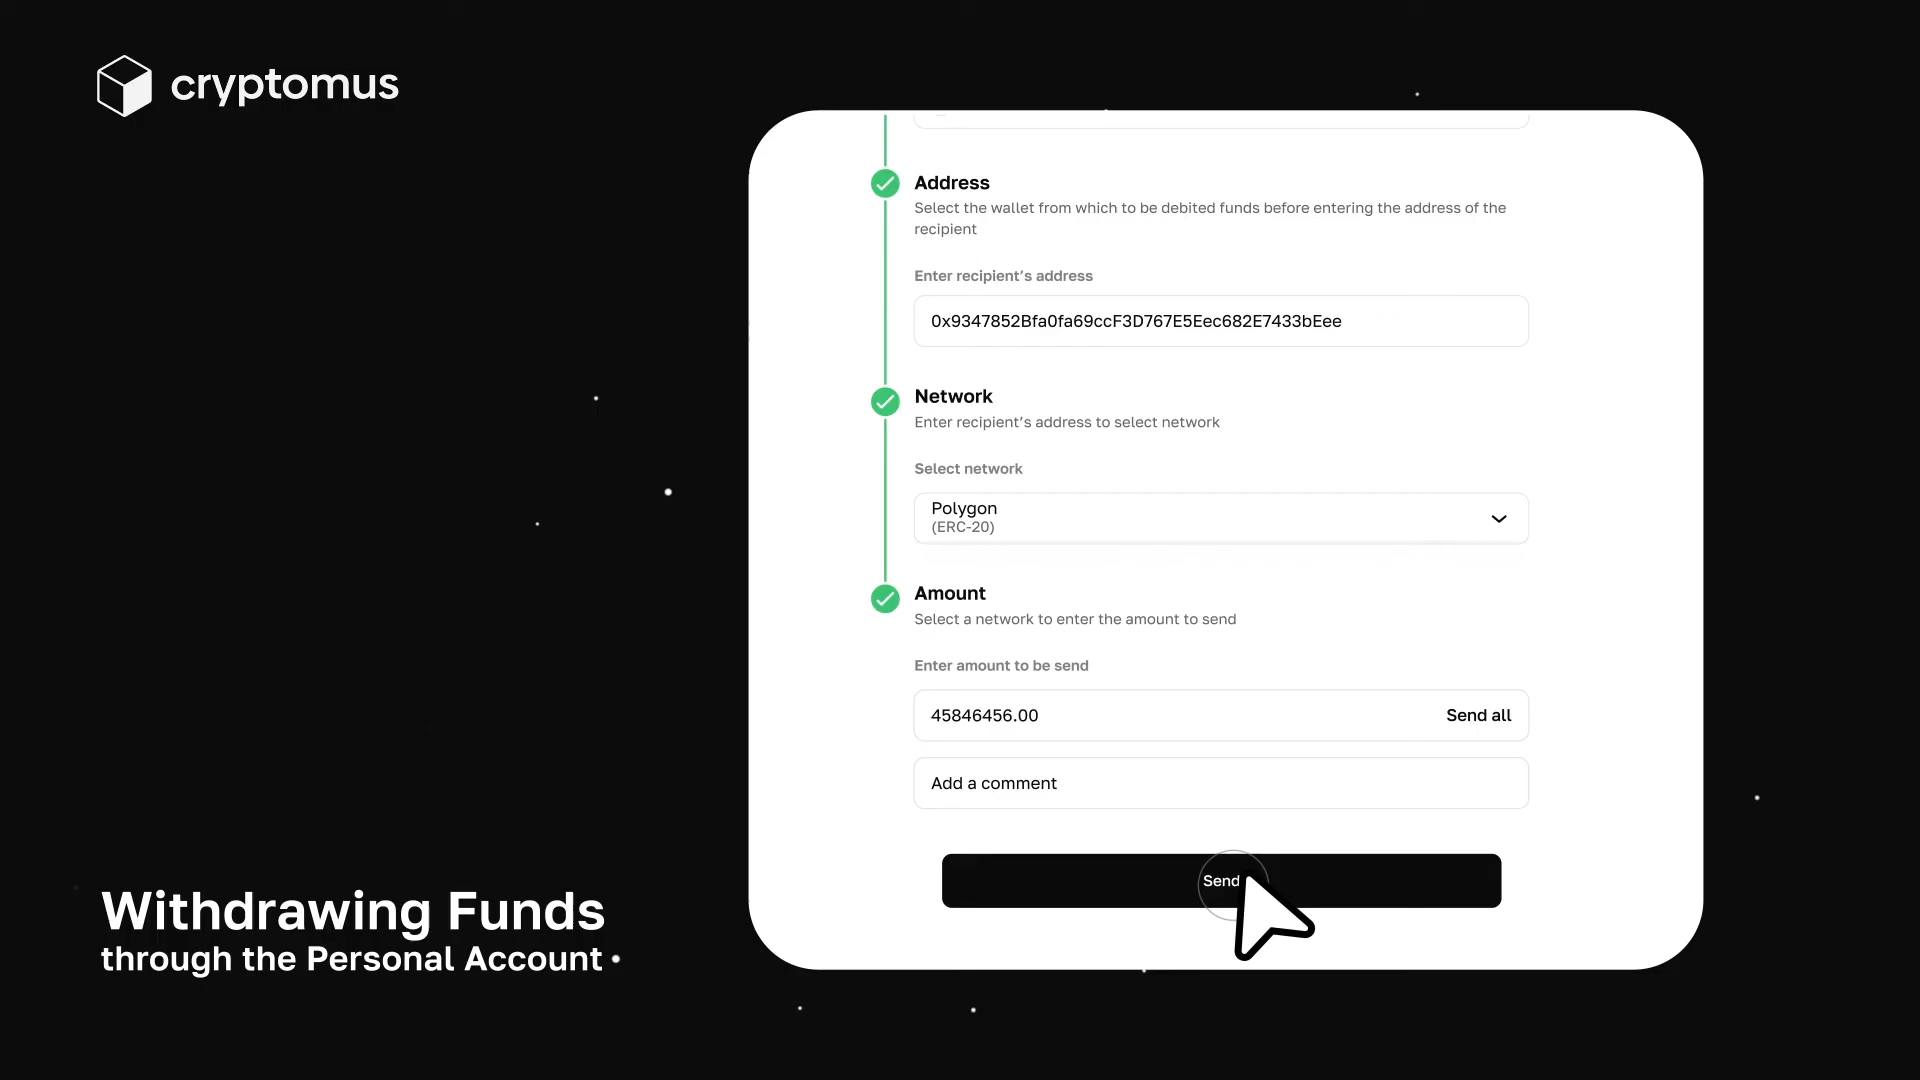 cryptomus
Address
Select the wallet from which to be debited funds before entering the address of the
recipient
Enter recipient’s address
0x9347852Bfa0fa69ccF3D767E5Eec682E7433bEee
Network
Enter recipient’s address to select network
Select network
Polygon
(ERC-20)
Amount
Select a network to enter the amount to send
Enter amount to be send
45846456.00 Send all
Add a comment
Send
Withdrawing Funds
through the Personal Account